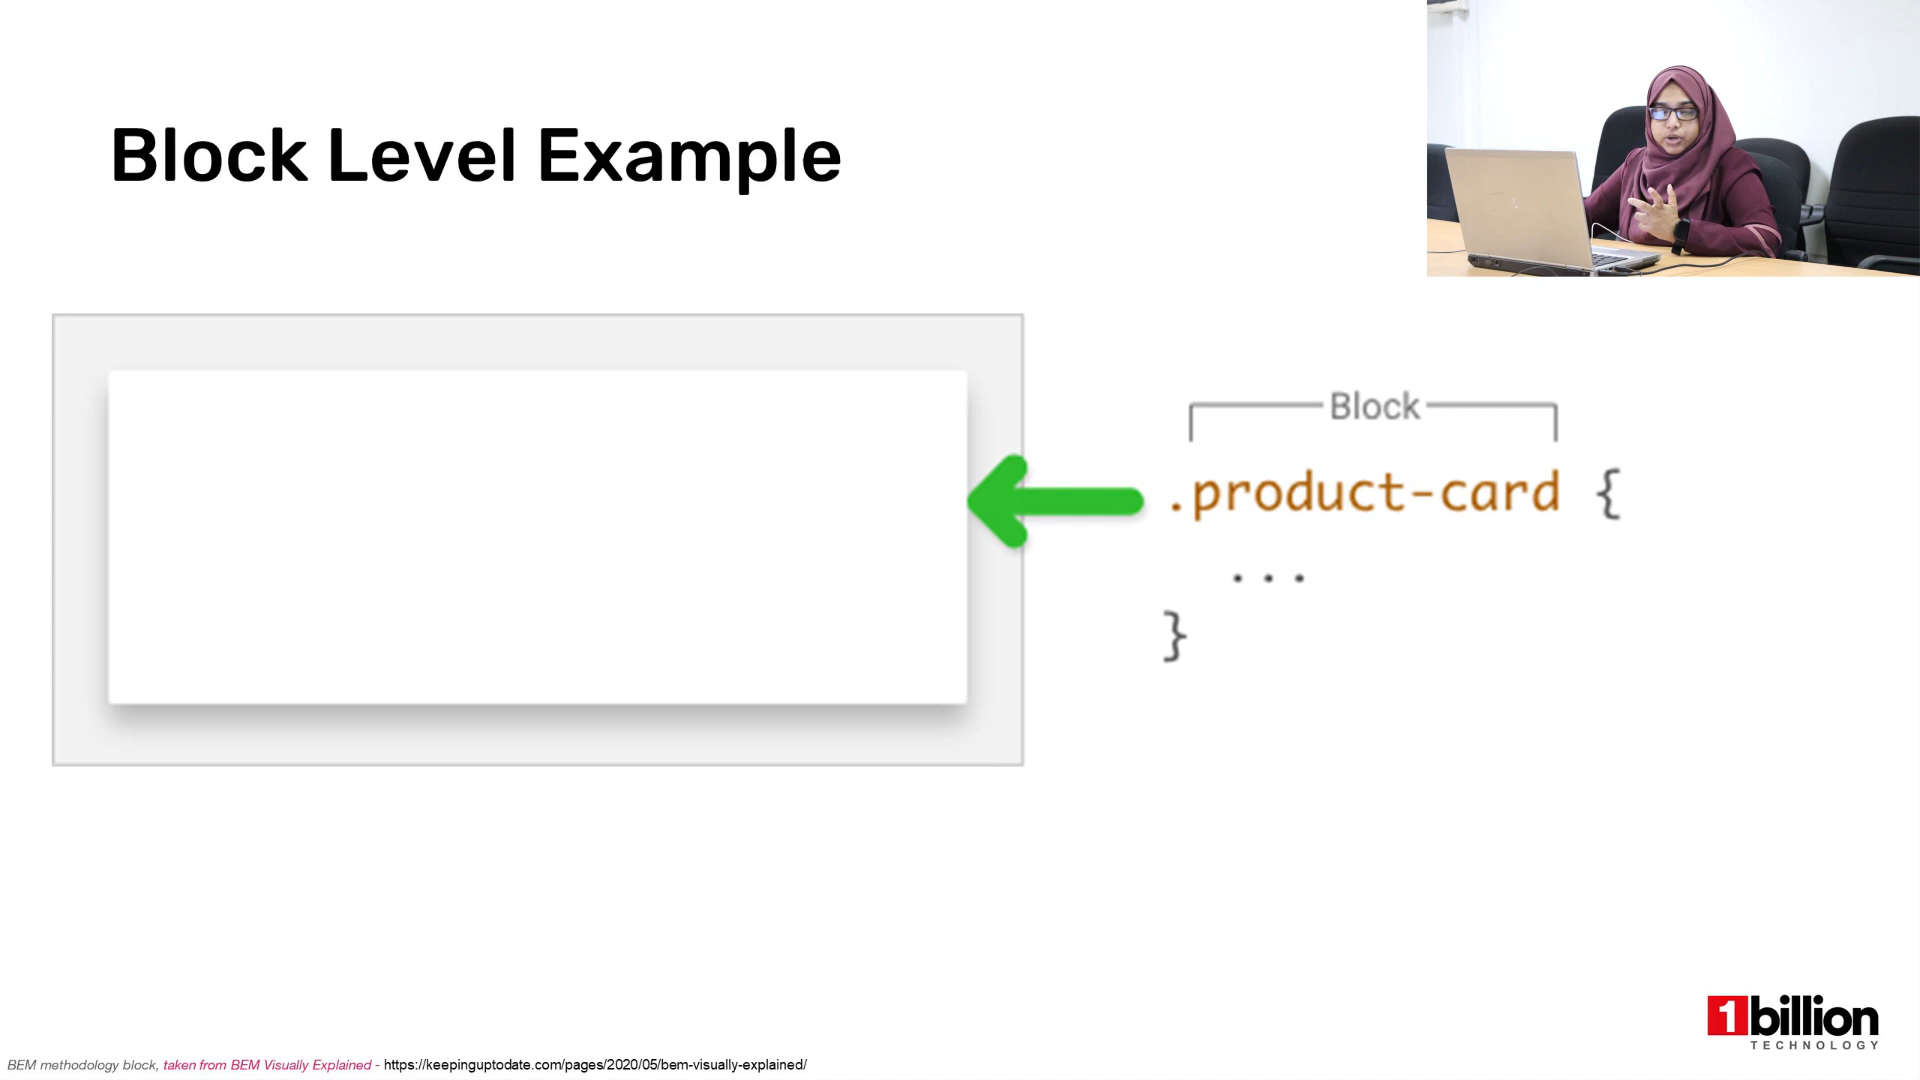 Block Level Example
Block
.product-card {
...
}
1billion
TECHNOLOGY
BEM methodology block, taken from BEM Visually Explained - https://keepinguptodate.com/pages/2020/05/bem-visually-explained/